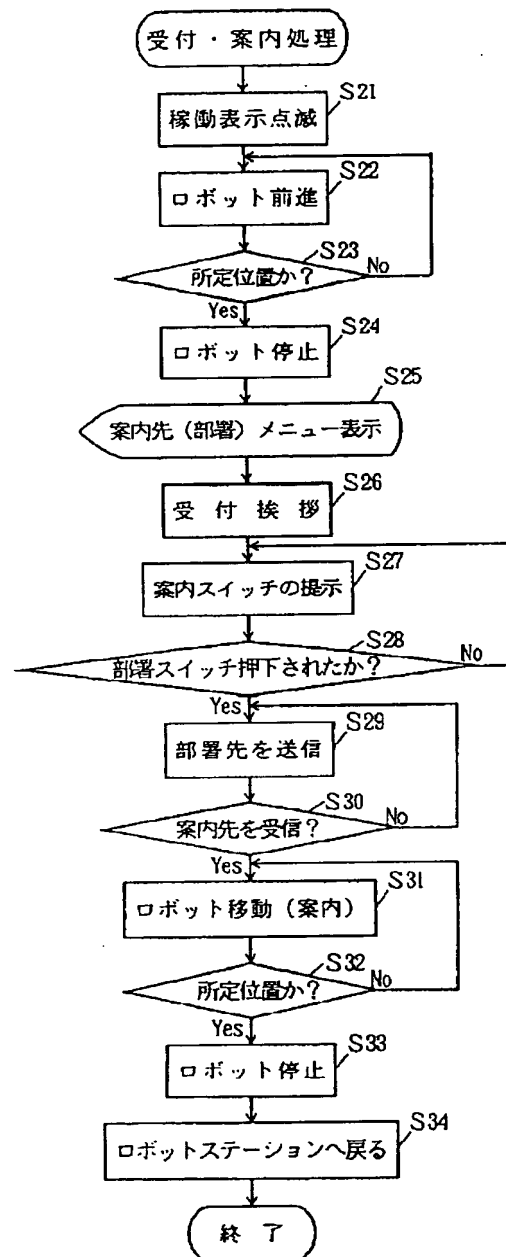 受付・案内処理
S21
稼働表示点滅
S22
ロボット前進
S23
所定位置か?
No
Yes
S24
ロボット停止
S25
案内先(部署)メニュー表示
S26
受付挨拶
S27
案内スイッチの提示
S28
部署スイッチ押下されたか?
No
Yes
S29
部署先を送信
S30
案内先を受信?
No
Yes
S31
ロボット移動(案内)
S32
所定位置か?
No
Yes
S33
ロボット停止
S34
ロボットステーションへ戻る
終了